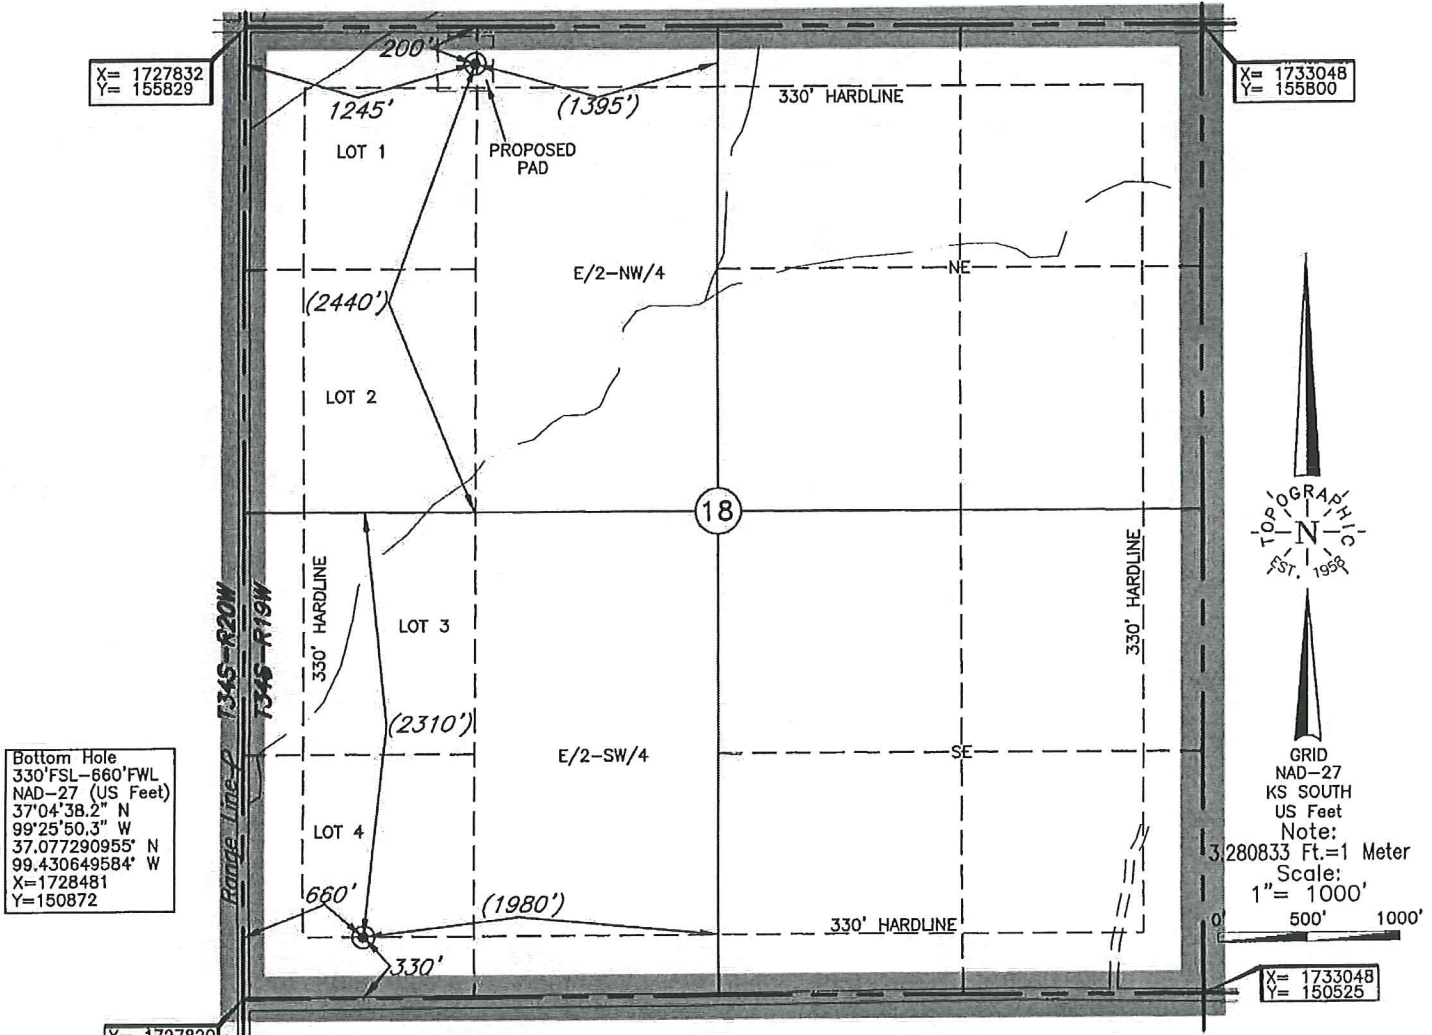 X= 1727832
Y= 155829
X= 1733048
Y= 155800
200'
1245'
(1395')
330' HARDLINE
LOT 1
PROPOSED
PAD
E/2-NW/4
NE
(2440')
LOT 2
18
TOPOGRAPHIC
N
EST. 1958
330' HARDLINE
330' HARDLINE
T34S-R20W
T34S-R19W
LOT 3
(2310')
E/2-SW/4
SE
Range Line
Bottom Hole
330'FSL-660'FWL
NAD-27 (US Feet)
37°04'38.2" N
99°25'50.3" W
37.077290955° N
99.430649584° W
X=1728481
Y=150872
LOT 4
660'
(1980')
330' HARDLINE
330'
GRID
NAD-27
KS SOUTH
US Feet
Note:
3.280833 Ft.=1 Meter
Scale:
1"= 1000'
0' 500' 1000'
X= 1733048
Y= 150525